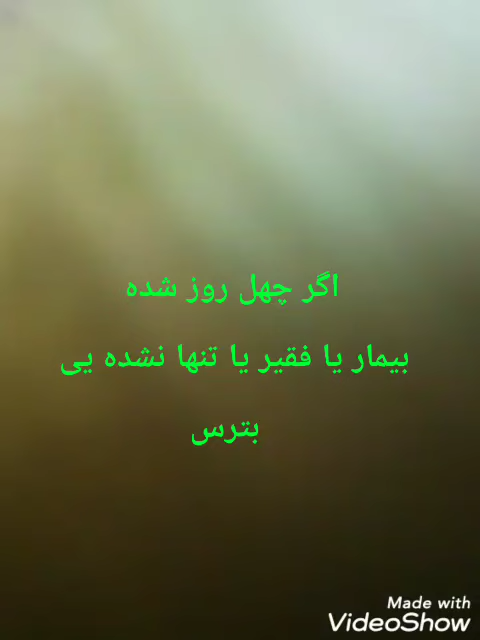 اگر چهل روز شده
بیمار یا فقیر یا تنها نشده یی
بترس
Made with
VideoShow